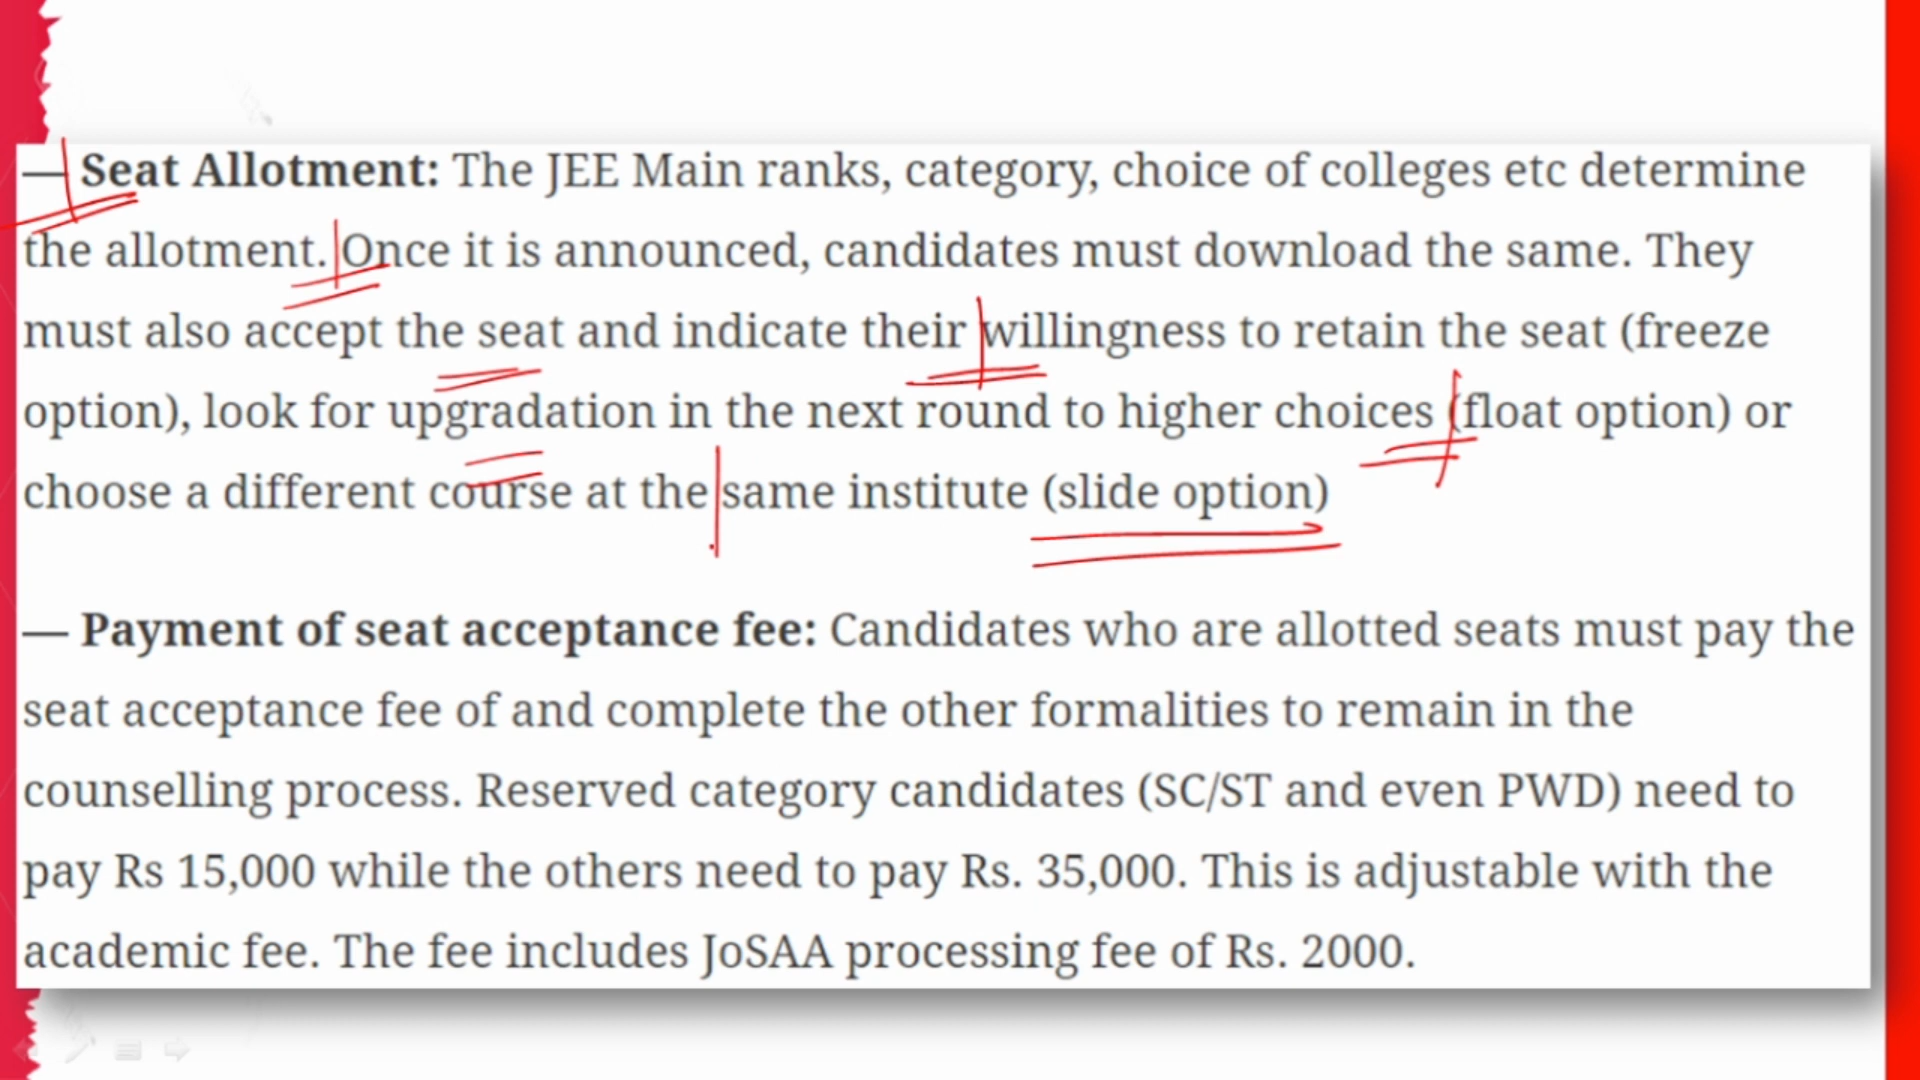 — Seat Allotment: The JEE Main ranks, category, choice of colleges etc determine
the allotment. Once it is announced, candidates must download the same. They
must also accept the seat and indicate their willingness to retain the seat (freeze
option), look for upgradation in the next round to higher choices (float option) or
choose a different course at the same institute (slide option)
— Payment of seat acceptance fee: Candidates who are allotted seats must pay the
seat acceptance fee of and complete the other formalities to remain in the
counselling process. Reserved category candidates (SC/ST and even PWD) need to
pay Rs 15,000 while the others need to pay Rs. 35,000. This is adjustable with the
academic fee. The fee includes JoSAA processing fee of Rs. 2000.